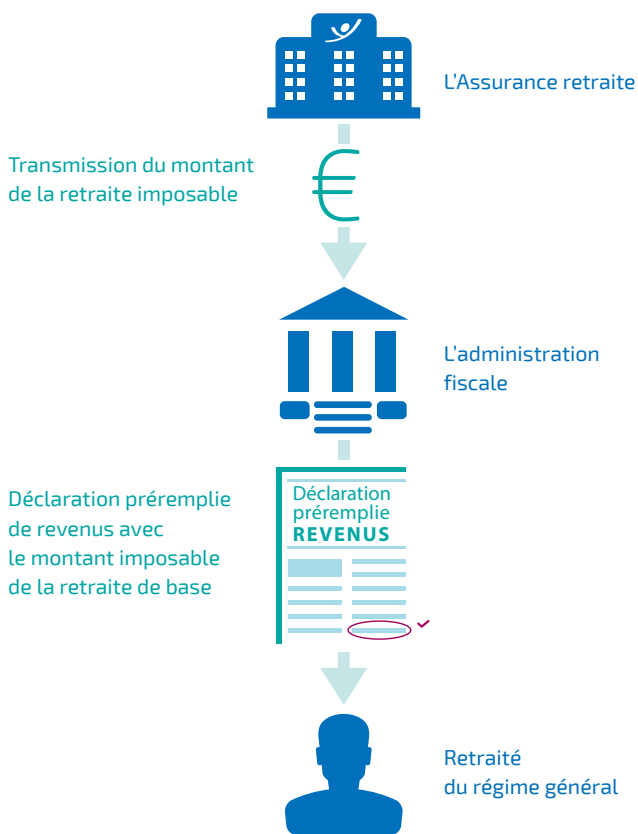 L'Assurance retraite
Transmission du montant
de la retraite imposable
€
L'administration
fiscale
Déclaration préremplie
de revenus avec
le montant imposable
de la retraite de base
Déclaration
préremplie
REVENUS
Retraité
du régime général